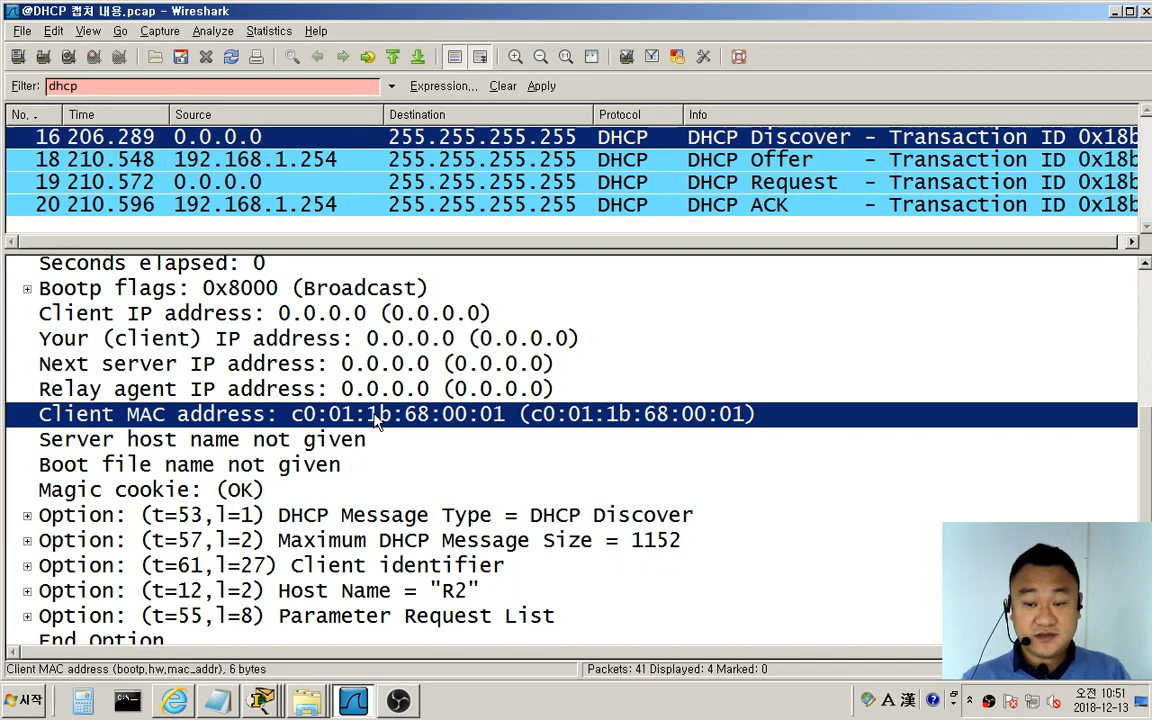 @DHCP 캡쳐 내용.pcap - Wireshark
File Edit View Go Capture Analyze Statistics Help
Filter: dhcp Expression... Clear Apply
No. . Time Source Destination Protocol Info
16 206.289 0.0.0.0 255.255.255.255 DHCP DHCP Discover - Transaction ID 0x18b
18 210.548 192.168.1.254 255.255.255.255 DHCP DHCP Offer - Transaction ID 0x18b
19 210.572 0.0.0.0 255.255.255.255 DHCP DHCP Request - Transaction ID 0x18b
20 210.596 192.168.1.254 255.255.255.255 DHCP DHCP ACK - Transaction ID 0x18b
Seconds elapsed: 0
Bootp flags: 0x8000 (Broadcast)
Client IP address: 0.0.0.0 (0.0.0.0)
Your (client) IP address: 0.0.0.0 (0.0.0.0)
Next server IP address: 0.0.0.0 (0.0.0.0)
Relay agent IP address: 0.0.0.0 (0.0.0.0)
Client MAC address: c0:01:1b:68:00:01 (c0:01:1b:68:00:01)
Server host name not given
Boot file name not given
Magic cookie: (OK)
Option: (t=53,l=1) DHCP Message Type = DHCP Discover
Option: (t=57,l=2) Maximum DHCP Message Size = 1152
Option: (t=61,l=27) Client identifier
Option: (t=12,l=2) Host Name = "R2"
Option: (t=55,l=8) Parameter Request List
End Option
Client MAC address (bootp.hw.mac_addr), 6 bytes Packets: 41 Displayed: 4 Marked: 0
시작 A 漢 오전 10:51
2018-12-13